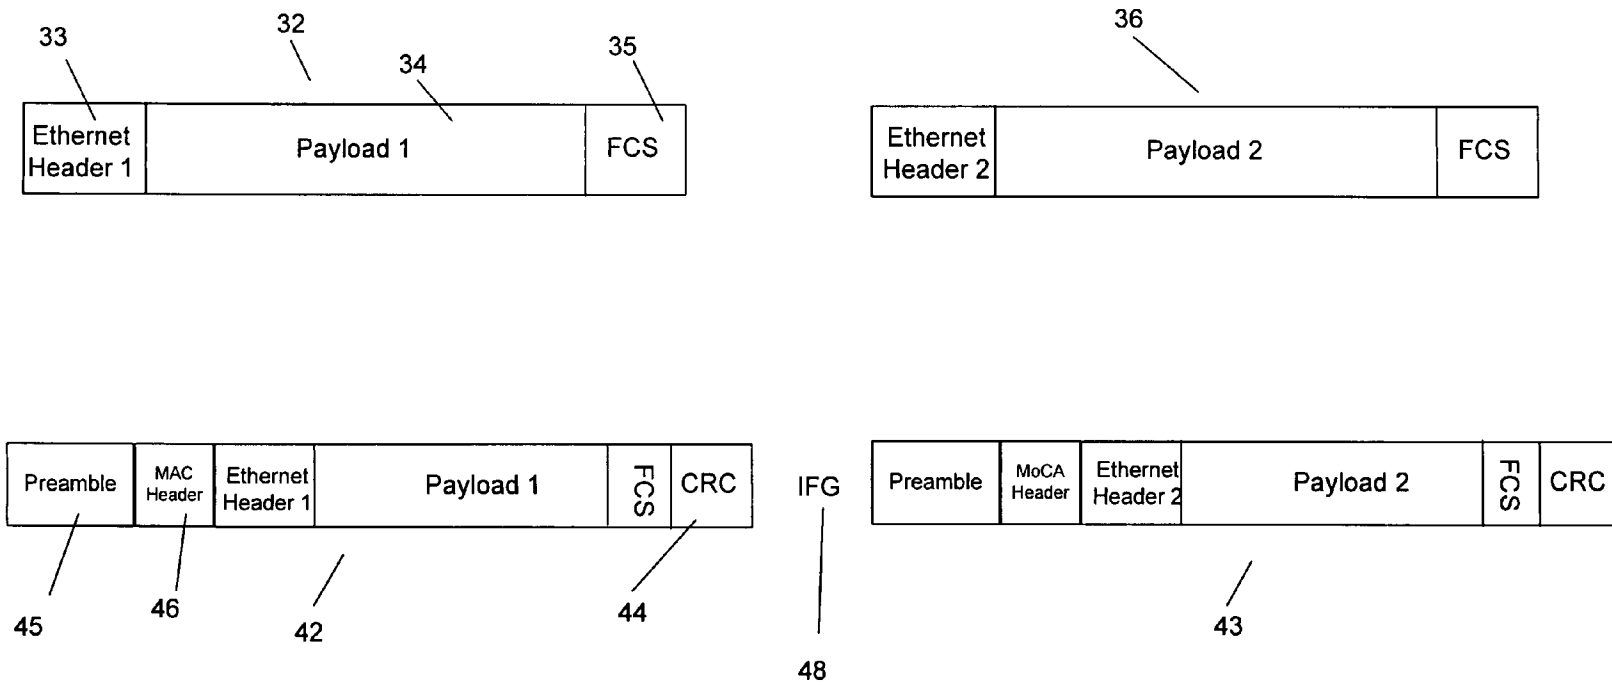 33
32
34
35
36
Ethernet
Header 1
Payload 1
FCS
Ethernet
Header 2
Payload 2
FCS
Preamble
MAC
Header
Ethernet
Header 1
Payload 1
FCS
CRC
IFG
Preamble
MoCA
Header
Ethernet
Header 2
Payload 2
FCS
CRC
45
46
42
44
48
43